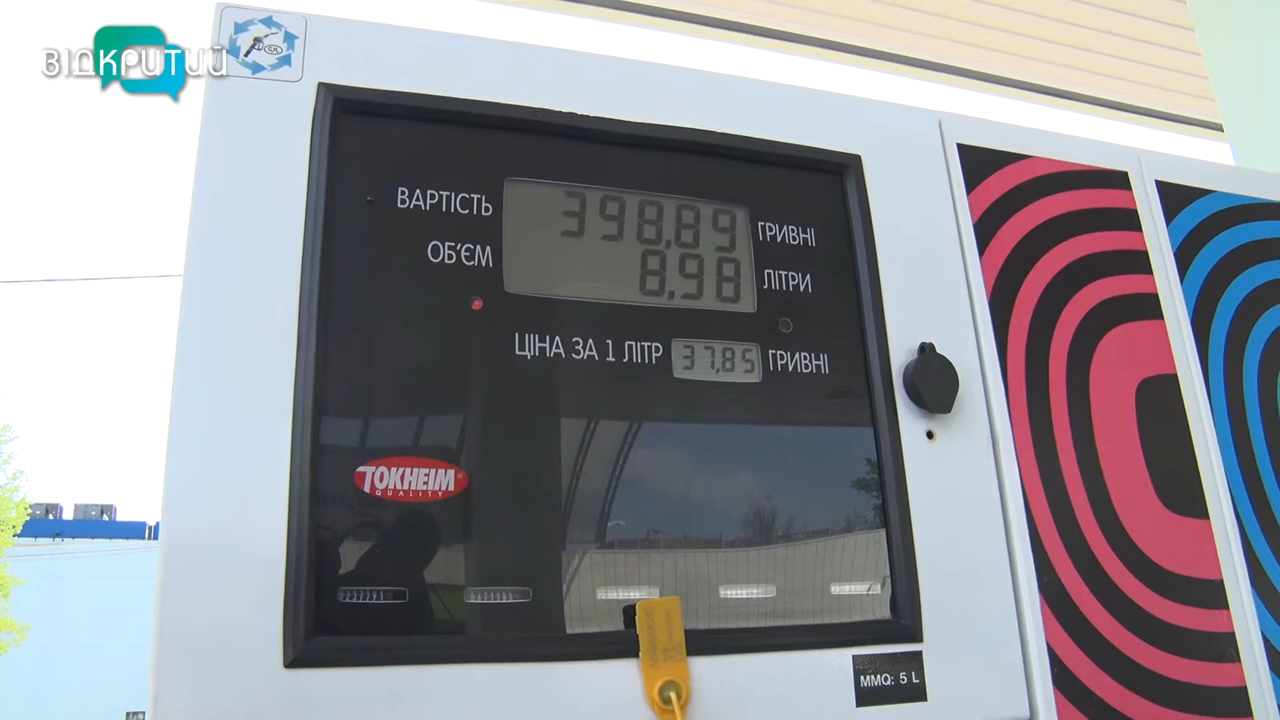 ВІДКРИТИЙ
ВАРТІСТЬ 398,89 ГРИВНІ
ОБ'ЄМ 8,98 ЛІТРИ
ЦІНА ЗА 1 ЛІТР 37,85 ГРИВНІ
TOKHEIM
QUALITY
MMQ: 5 L